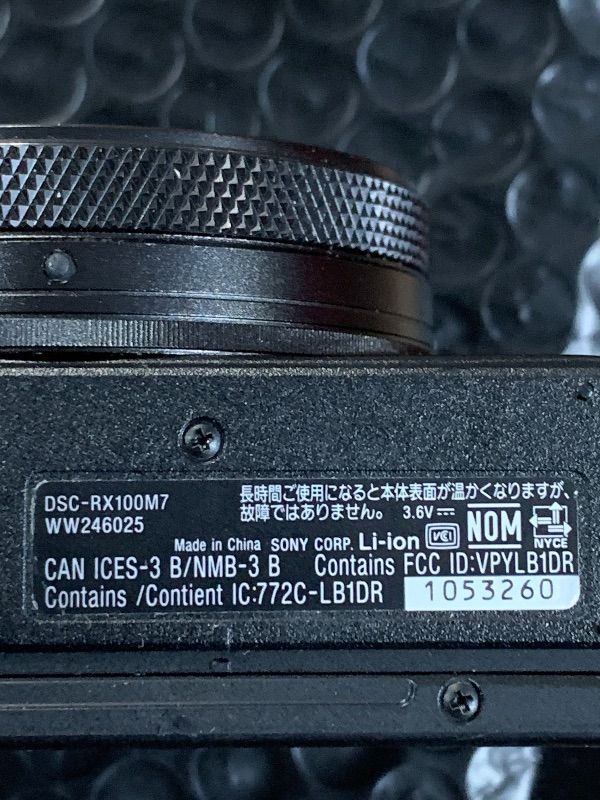 DSC-RX100M7 長時間ご使用になると本体表面が温かくなりますが、
WW246025 故障ではありません。 3.6V⎓
Made in China SONY CORP. Li-ion VCI NOM NYCE
CAN ICES-3 B/NMB-3 B Contains FCC ID:VPYLB1DR
Contains /Contient IC:772C-LB1DR 1053260